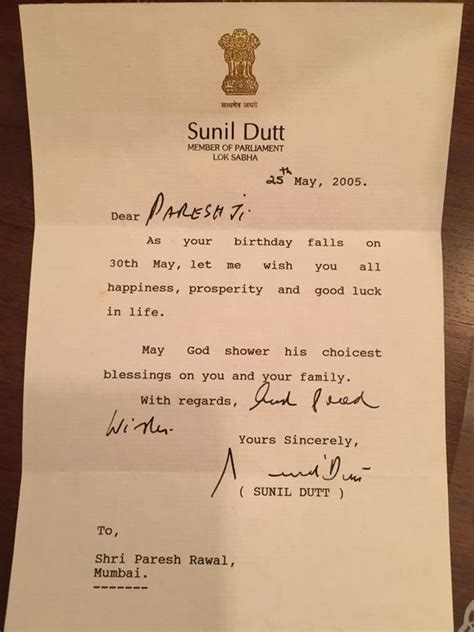 सत्यमेव जयते
Sunil Dutt
MEMBER OF PARLIAMENT
LOK SABHA
25th May, 2005.
Dear PARESH Ji.
As your birthday falls on
30th May, let me wish you all
happiness, prosperity and good luck
in life.
May God shower his choicest
blessings on you and your family.
With regards, And Good
Wishes.
Yours Sincerely,
Sunil Dutt
( SUNIL DUTT )
To,
Shri Paresh Rawal,
Mumbai.
-------